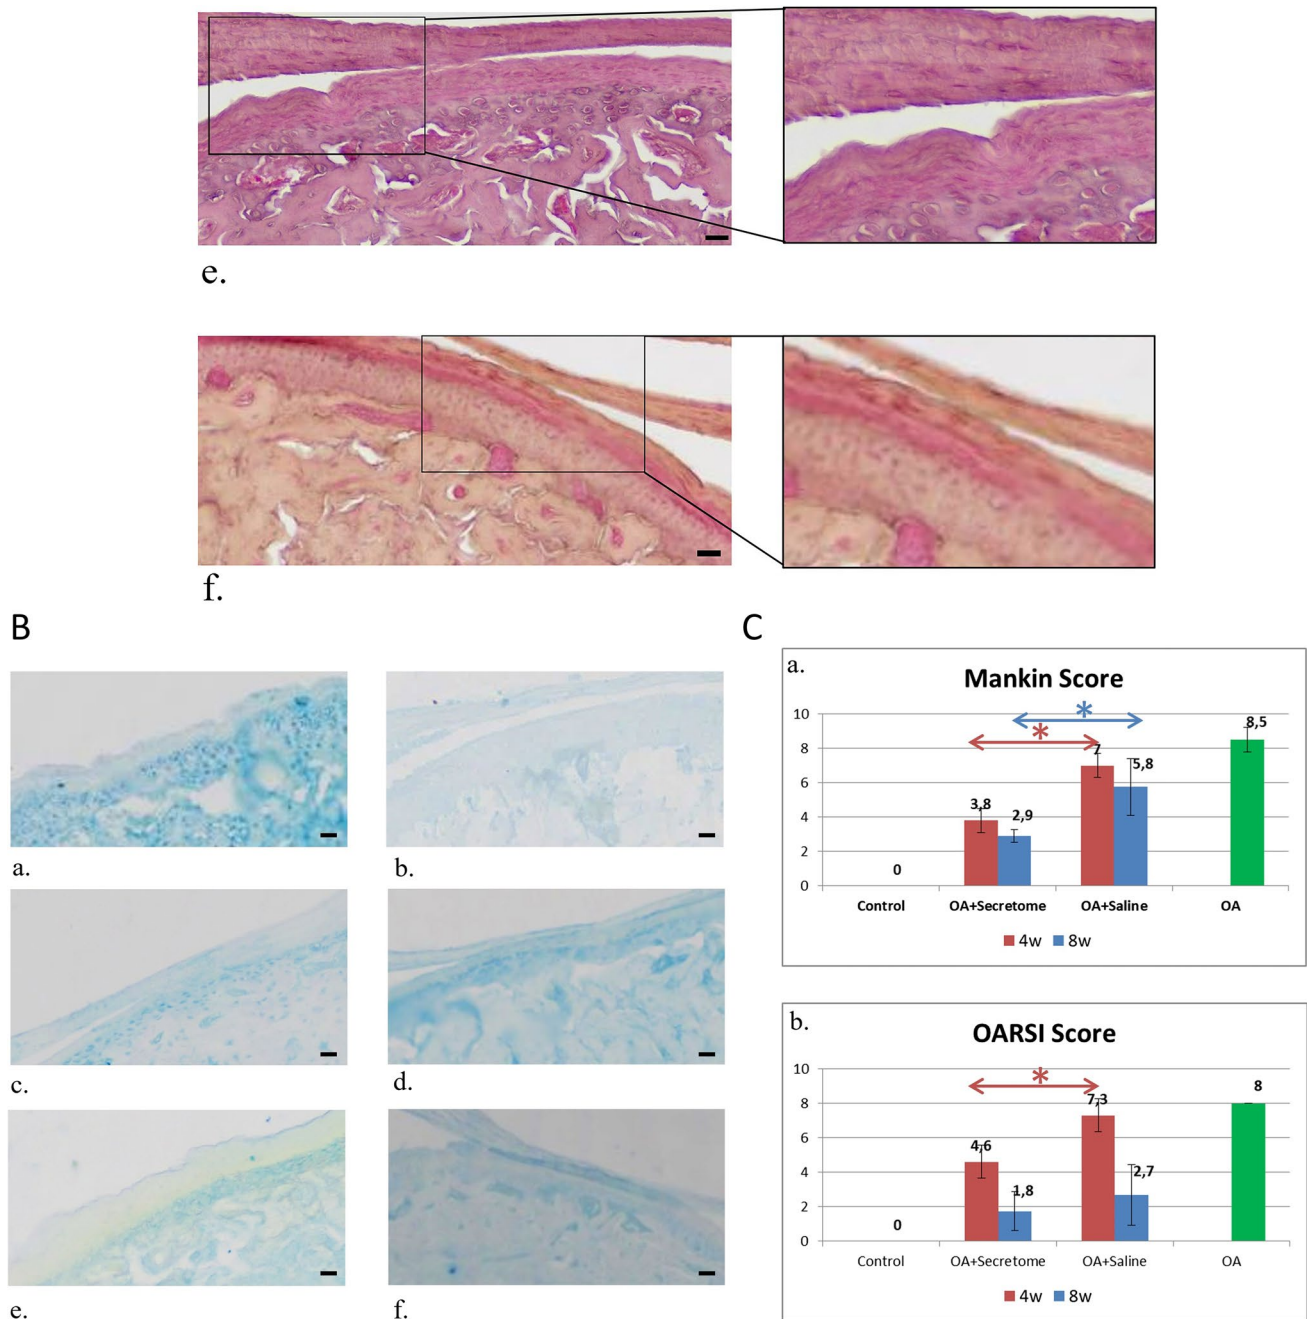 e.
f.
B
a.
b.
c.
d.
e.
f.
C
a.
Mankin Score
10
8
6
4
2
0
0
3,8
2,9
7
5,8
8,5
*
*
Control OA+Secretome OA+Saline OA
4w 8w
b.
OARSI Score
10
8
6
4
2
0
0
4,6
1,8
7,3
2,7
8
*
Control OA+Secretome OA+Saline OA
4w 8w